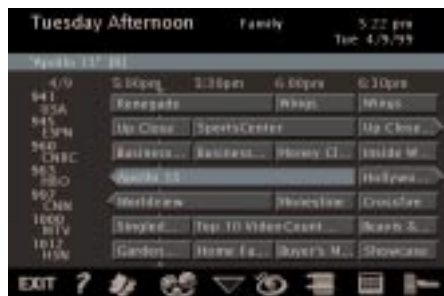 Tuesday Afternoon Family 5:22 pm
Tue 4/9/99
"Apollo 13"
4/9 5:00pm 5:30pm 6:00pm 6:30pm
941 USA Renegade Wings Wings
945 ESPN Up Close SportsCenter Up Close...
960 CNBC Business... Business... Money Cl... Inside W...
963 HBO Apollo 13 Hollywo...
992 CNN Worldview Moneyline Crossfire
1000 MTV Singled... Top 10 Video Count... Beavis &...
1012 HSN Garden... Home Fa... Buyer's M... Showcase
EXIT ?